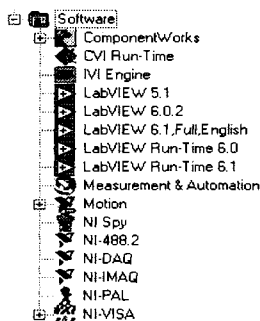 Software
ComponentWorks
CVI Run-Time
IVI Engine
LabVIEW 5.1
LabVIEW 6.0.2
LabVIEW 6.1,Full,English
LabVIEW Run-Time 6.0
LabVIEW Run-Time 6.1
Measurement & Automation
Motion
NI Spy
NI-488.2
NI-DAQ
NI-IMAQ
NI-PAL
NI-VISA